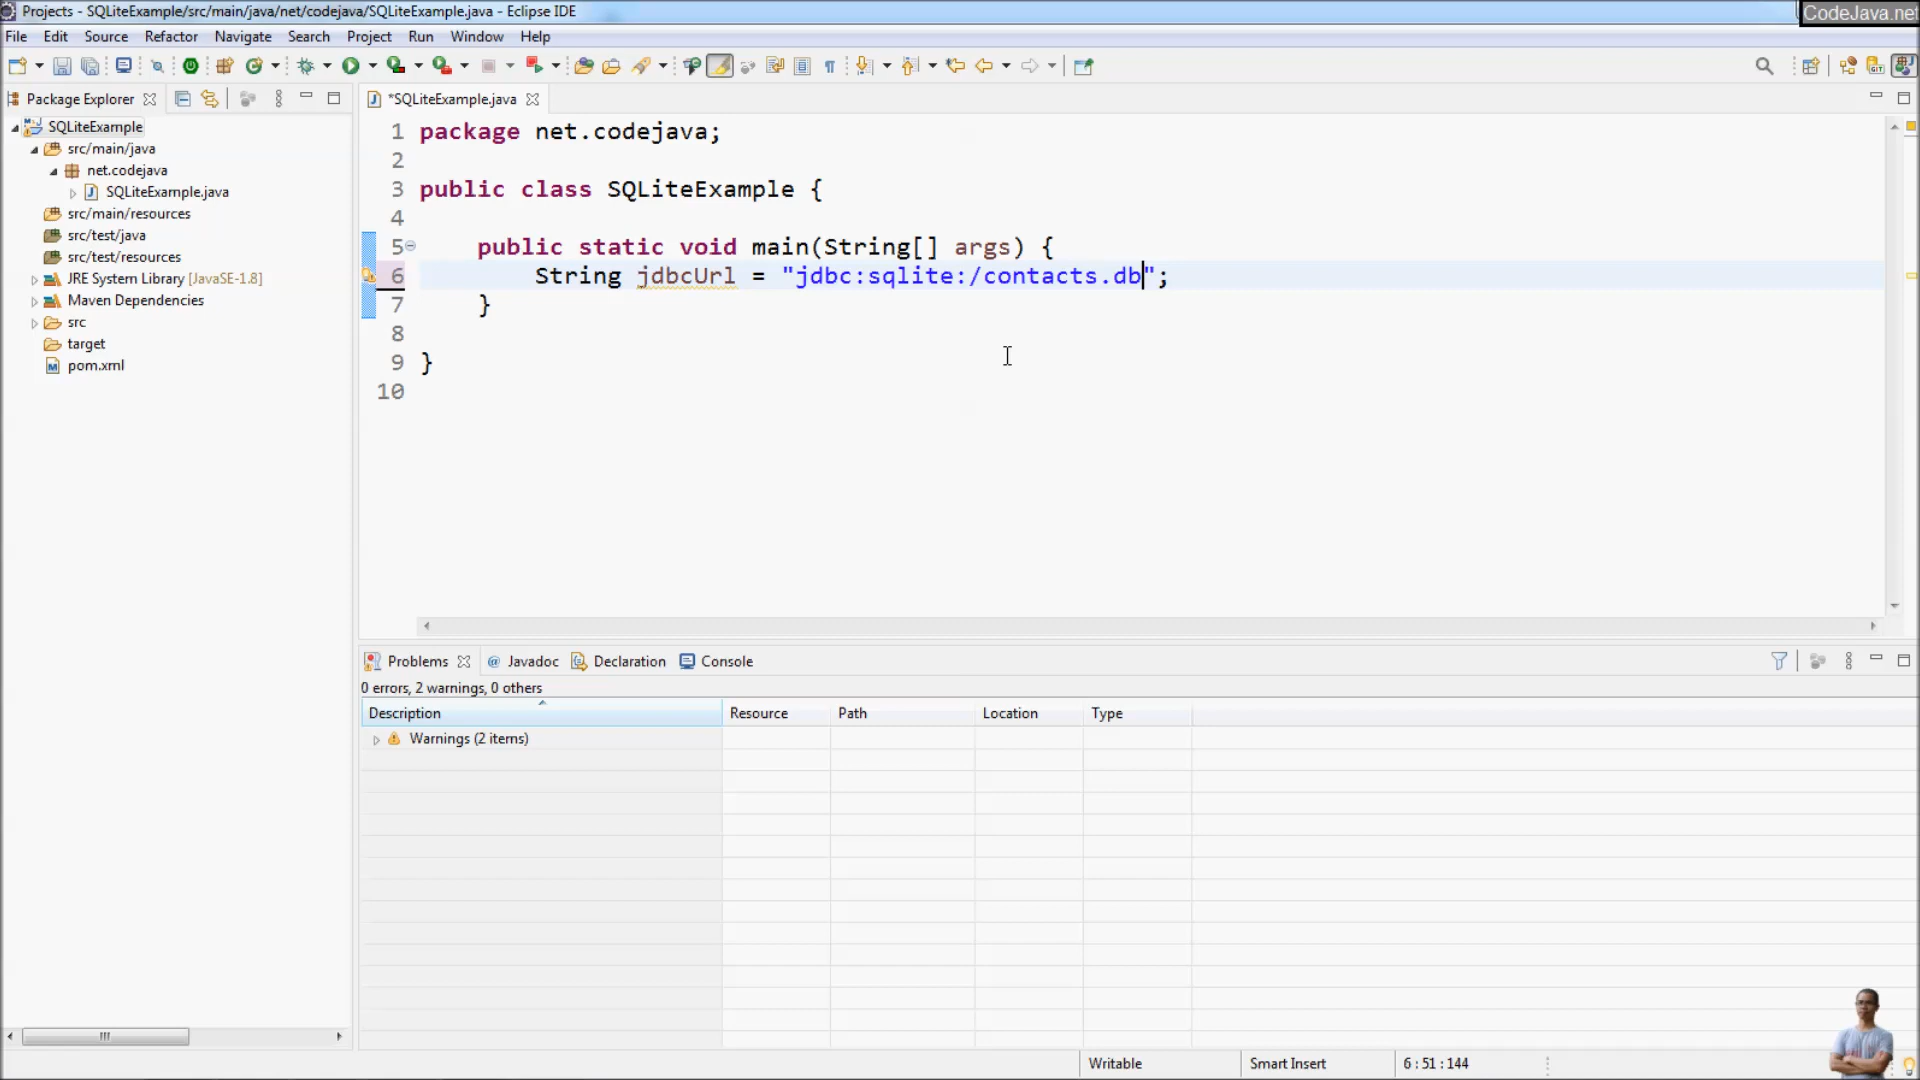 Projects - SQLiteExample/src/main/java/net/codejava/SQLiteExample.java - Eclipse IDE
CodeJava.net
File Edit Source Refactor Navigate Search Project Run Window Help
Package Explorer
*SQLiteExample.java
SQLiteExample
src/main/java
net.codejava
SQLiteExample.java
src/main/resources
src/test/java
src/test/resources
JRE System Library [JavaSE-1.8]
Maven Dependencies
src
target
pom.xml
1 package net.codejava;
2
3 public class SQLiteExample {
4
5 public static void main(String[] args) {
6 String jdbcUrl = "jdbc:sqlite:/contacts.db";
7 }
8
9 }
10
Problems @ Javadoc Declaration Console
0 errors, 2 warnings, 0 others
Description Resource Path Location Type
Warnings (2 items)
Writable Smart Insert 6 : 51 : 144